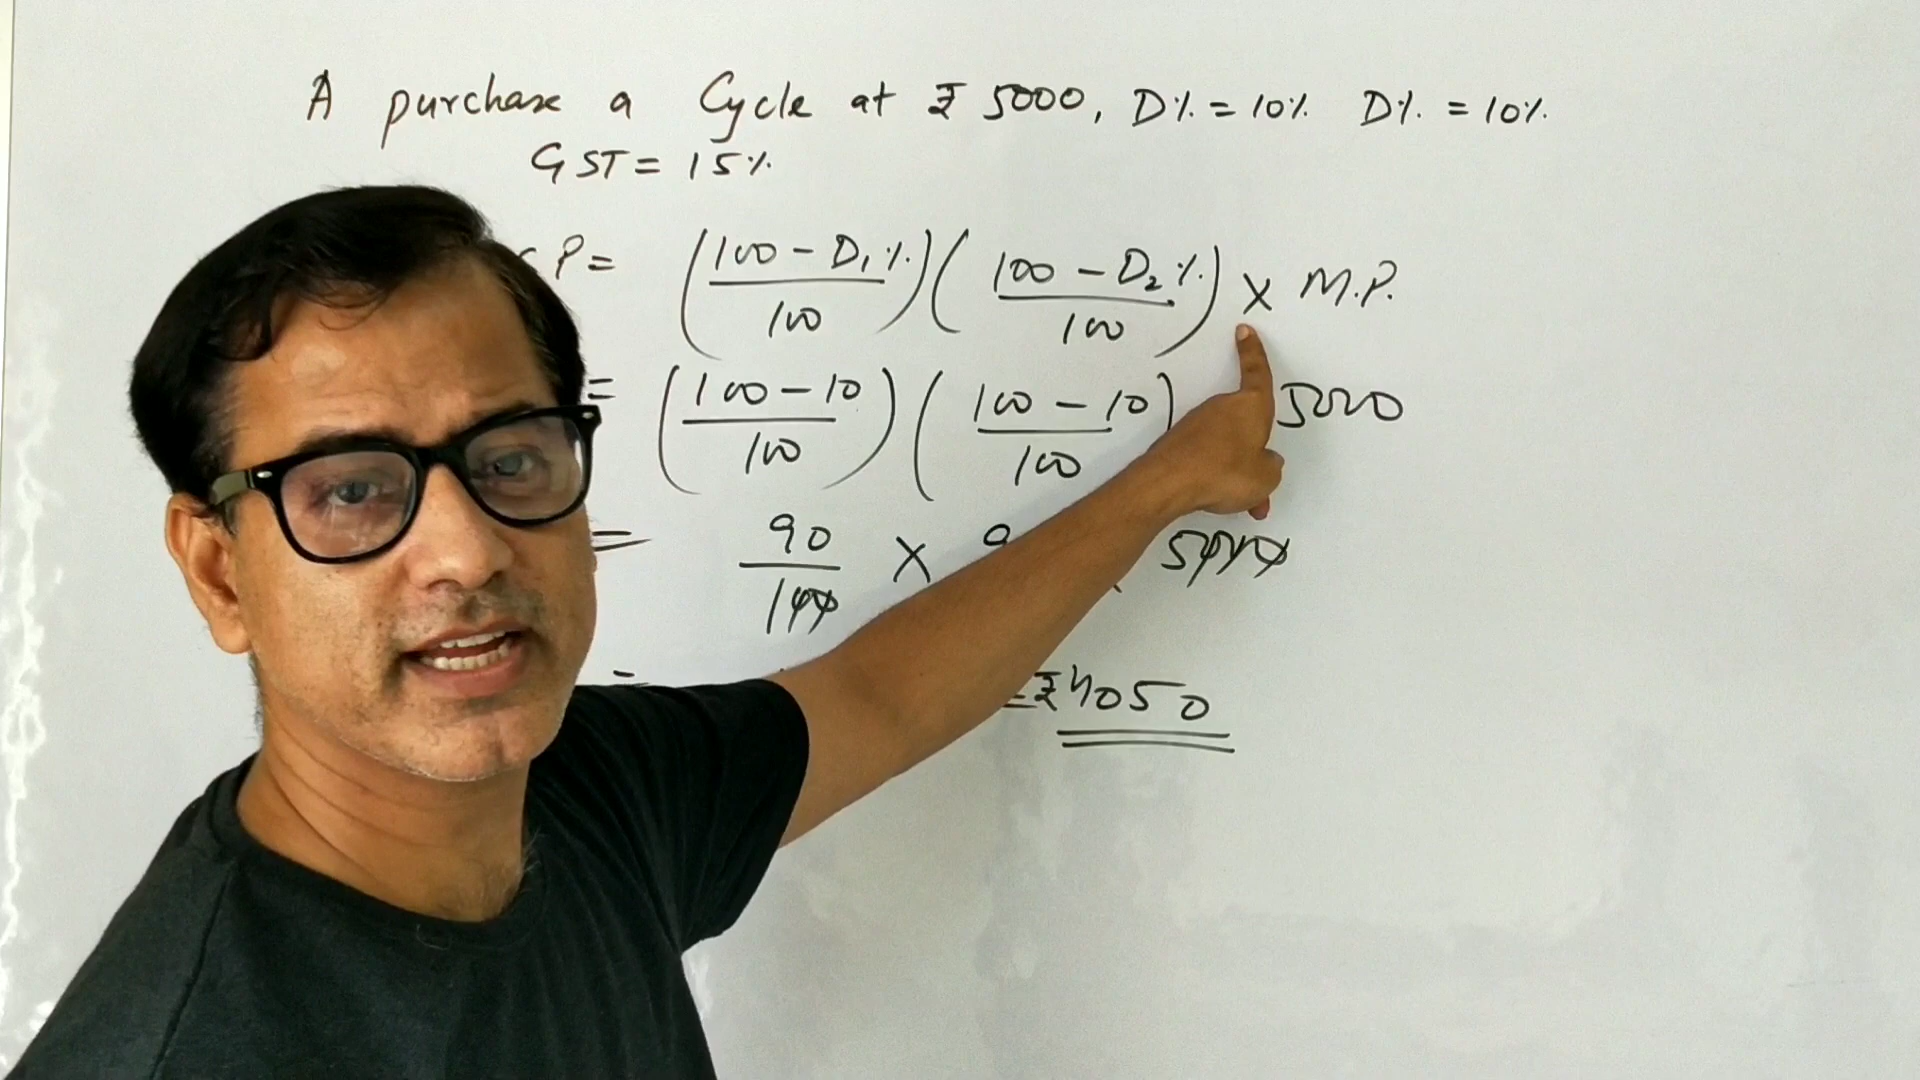 A purchase a Cycle at ₹ 5000, D% = 10% D% = 10%
GST = 15%
P = (100 - D₁% / 100) (100 - D₂% / 100) × M.P.
= (100 - 10 / 100) (100 - 10 / 100) 5000
= 90 / 100 × 9 5000
= = ₹4050